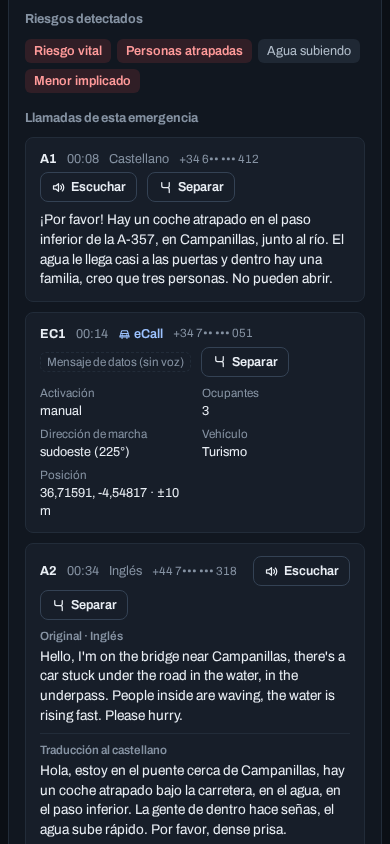 Riesgos detectados
Riesgo vital Personas atrapadas Agua subiendo
Menor implicado
Llamadas de esta emergencia
A1 00:08 Castellano +34 6•• ••• 412
Escuchar Separar
¡Por favor! Hay un coche atrapado en el paso
inferior de la A-357, en Campanillas, junto al río. El
agua le llega casi a las puertas y dentro hay una
familia, creo que tres personas. No pueden abrir.
EC1 00:14 eCall +34 7•• ••• 051
Mensaje de datos (sin voz) Separar
Activación Ocupantes
manual 3
Dirección de marcha Vehículo
sudoeste (225°) Turismo
Posición
36,71591, -4,54817 · ±10
m
A2 00:34 Inglés +44 7••• ••• 318 Escuchar
Separar
Original · Inglés
Hello, I'm on the bridge near Campanillas, there's a
car stuck under the road in the water, in the
underpass. People inside are waving, the water is
rising fast. Please hurry.
Traducción al castellano
Hola, estoy en el puente cerca de Campanillas, hay
un coche atrapado bajo la carretera, en el agua, en
el paso inferior. La gente de dentro hace señas, el
agua sube rápido. Por favor, dense prisa.